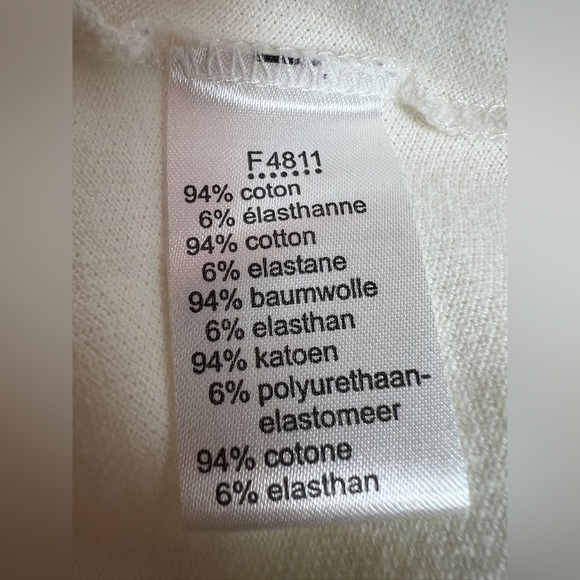 F4811
94% coton
6% élasthanne
94% cotton
6% elastane
94% baumwolle
6% elasthan
94% katoen
6% polyurethaan-
elastomeer
94% cotone
6% elasthan